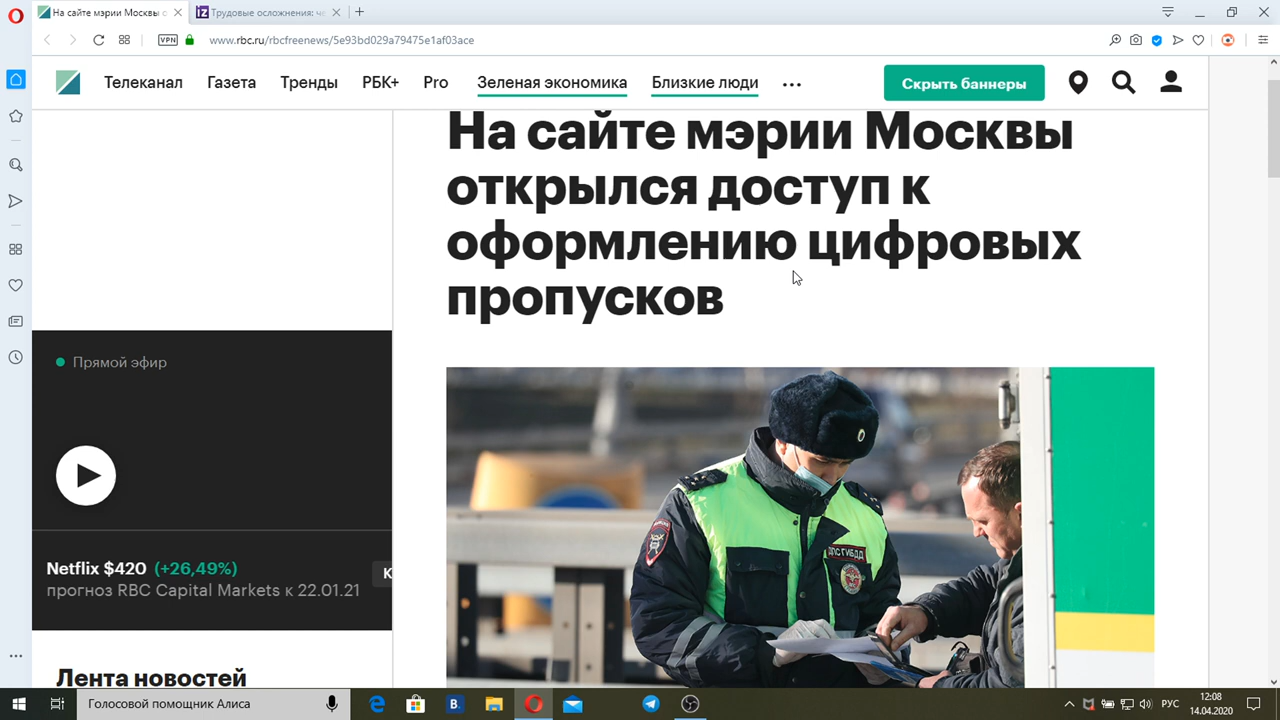 На сайте мэрии Москвы о
Трудовые осложнения: ч
VPN
www.rbc.ru/rbcfreenews/5e93bd029a79475e1af03ace
Телеканал Газета Тренды РБК+ Pro Зеленая экономика Близкие люди ... Скрыть баннеры
На сайте мэрии Москвы
открылся доступ к
оформлению цифровых
пропусков
Прямой эфир
ДПС ГИБДД
Netflix $420 (+26,49%)
К
прогноз RBC Capital Markets к 22.01.21
Лента новостей
Голосовой помощник Алиса
B.
РУС
12:08
14.04.2020